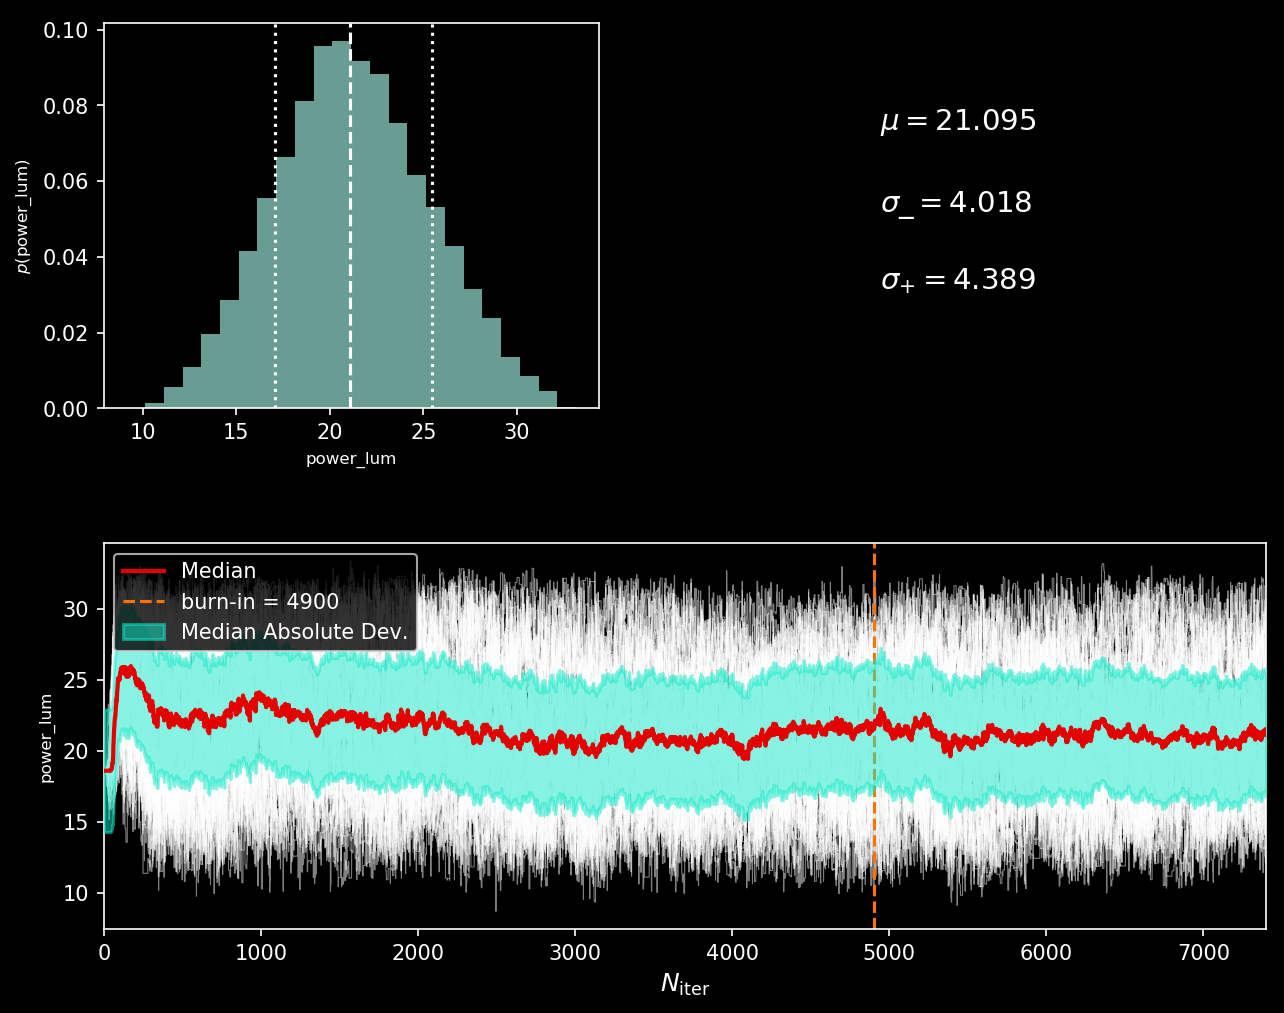 0.10
0.08
0.06
0.04
0.02
0.00
p(power_lum)
10 15 20 25 30
power_lum
μ = 21.095
σ_ = 4.018
σ+ = 4.389
Median
burn-in = 4900
Median Absolute Dev.
30
25
20
15
10
power_lum
0 1000 2000 3000 4000 5000 6000 7000
Niter